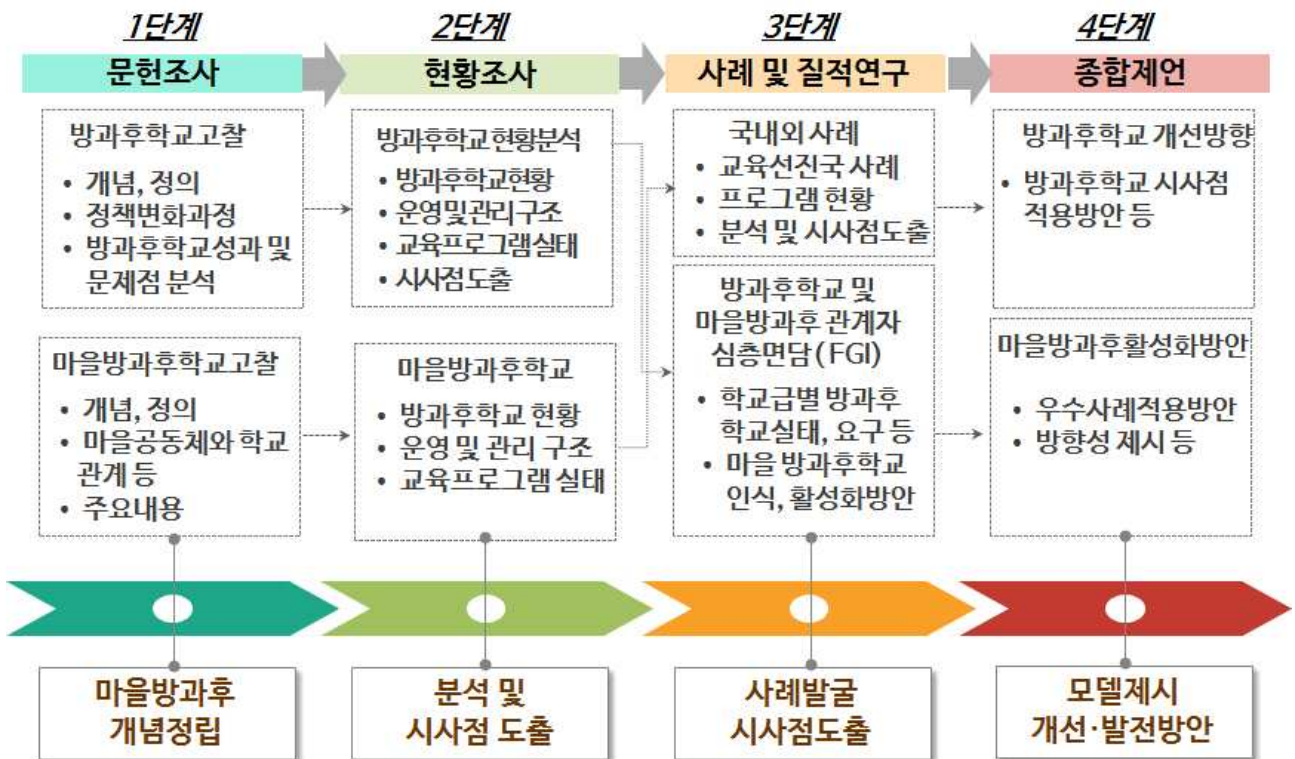 1단계
문헌조사
방과후학교고찰
• 개념, 정의
• 정책변화과정
• 방과후학교성과 및
문제점 분석
마을방과후학교고찰
• 개념, 정의
• 마을공동체와 학교
관계 등
• 주요내용
마을방과후
개념정립
2단계
현황조사
방과후학교 현황분석
• 방과후학교현황
• 운영및관리구조
• 교육프로그램실태
• 시사점 도출
마을방과후학교
• 방과후학교 현황
• 운영 및 관리 구조
• 교육프로그램 실태
분석 및
시사점 도출
3단계
사례 및 질적연구
국내외 사례
• 교육선진국 사례
• 프로그램 현황
• 분석 및 시사점도출
방과후학교 및
마을방과후 관계자
심층면담(FGI)
• 학교급별 방과후
학교실태, 요구 등
• 마을 방과후학교
인식, 활성화방안
사례발굴
시사점도출
4단계
종합제언
방과후학교 개선방향
• 방과후학교 시사점
적용방안 등
마을방과후활성화방안
• 우수사례적용방안
• 방향성 제시 등
모델제시
개선·발전방안